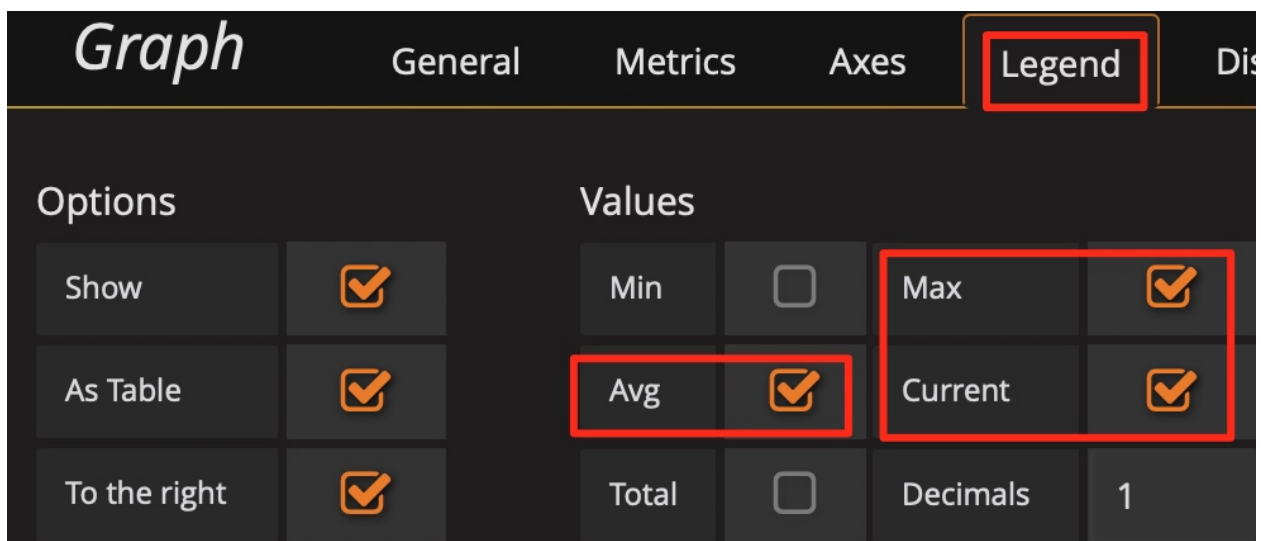 Graph General Metrics Axes Legend Dis
Options Values
Show Min Max
As Table Avg Current
To the right Total Decimals 1